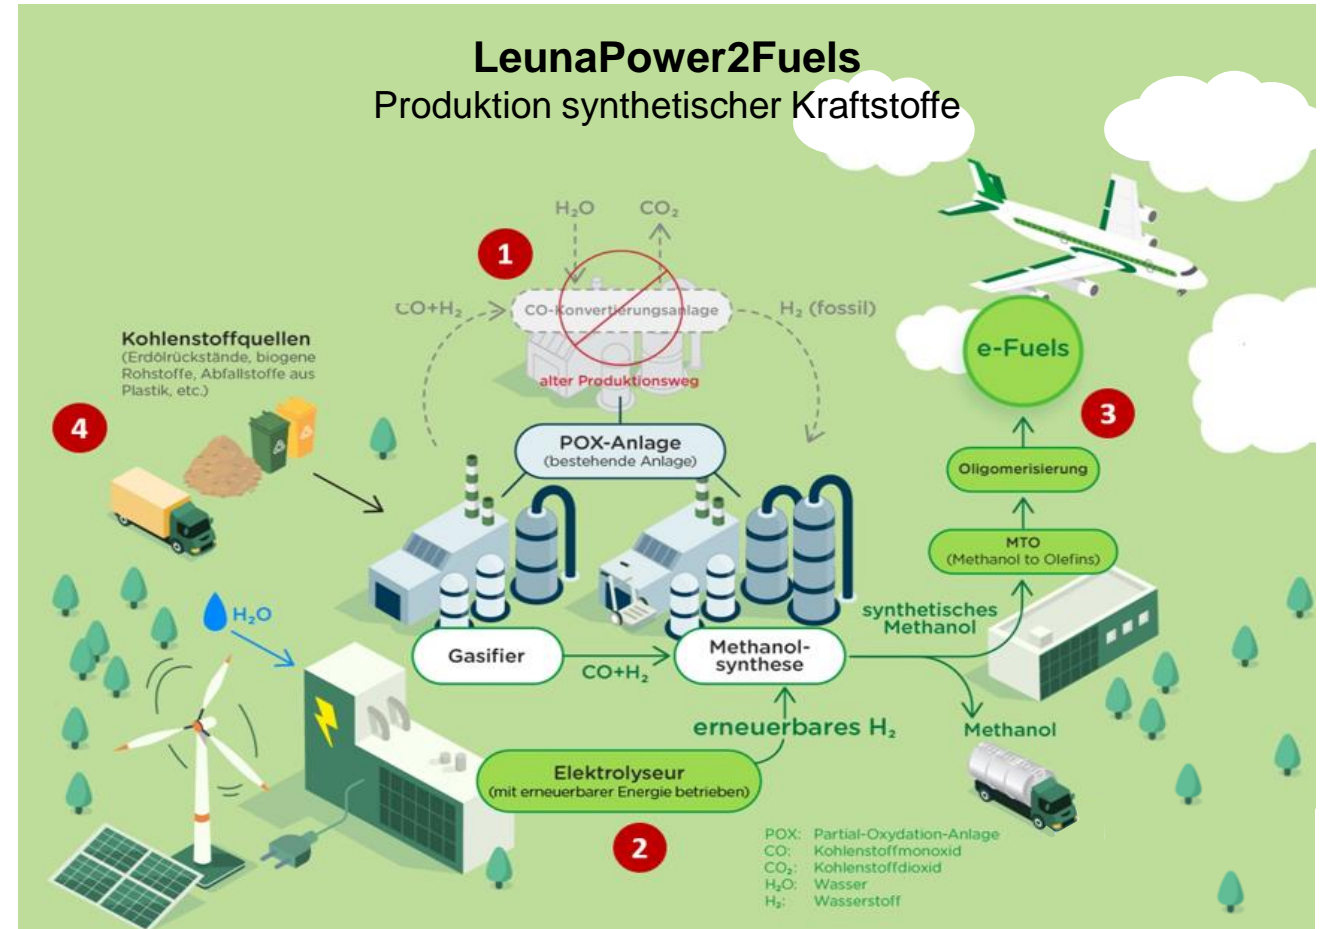 LeunaPower2Fuels
Produktion synthetischer Kraftstoffe
H₂O
CO₂
1
CO+H₂
CO-Konvertierungsanlage
H₂ (fossil)
alter Produktionsweg
Kohlenstoffquellen
(Erdölrückstände, biogene
Rohstoffe, Abfallstoffe aus
Plastik, etc.)
4
POX-Anlage
(bestehende Anlage)
e-Fuels
3
Oligomerisierung
MTO
(Methanol to Olefins)
synthetisches
Methanol
H₂O
Gasifier
CO+H₂
Methanol-
synthese
erneuerbares H₂
Methanol
Elektrolyseur
(mit erneuerbarer Energie betrieben)
2
POX: Partial-Oxydation-Anlage
CO: Kohlenstoffmonoxid
CO₂: Kohlenstoffdioxid
H₂O: Wasser
H₂: Wasserstoff